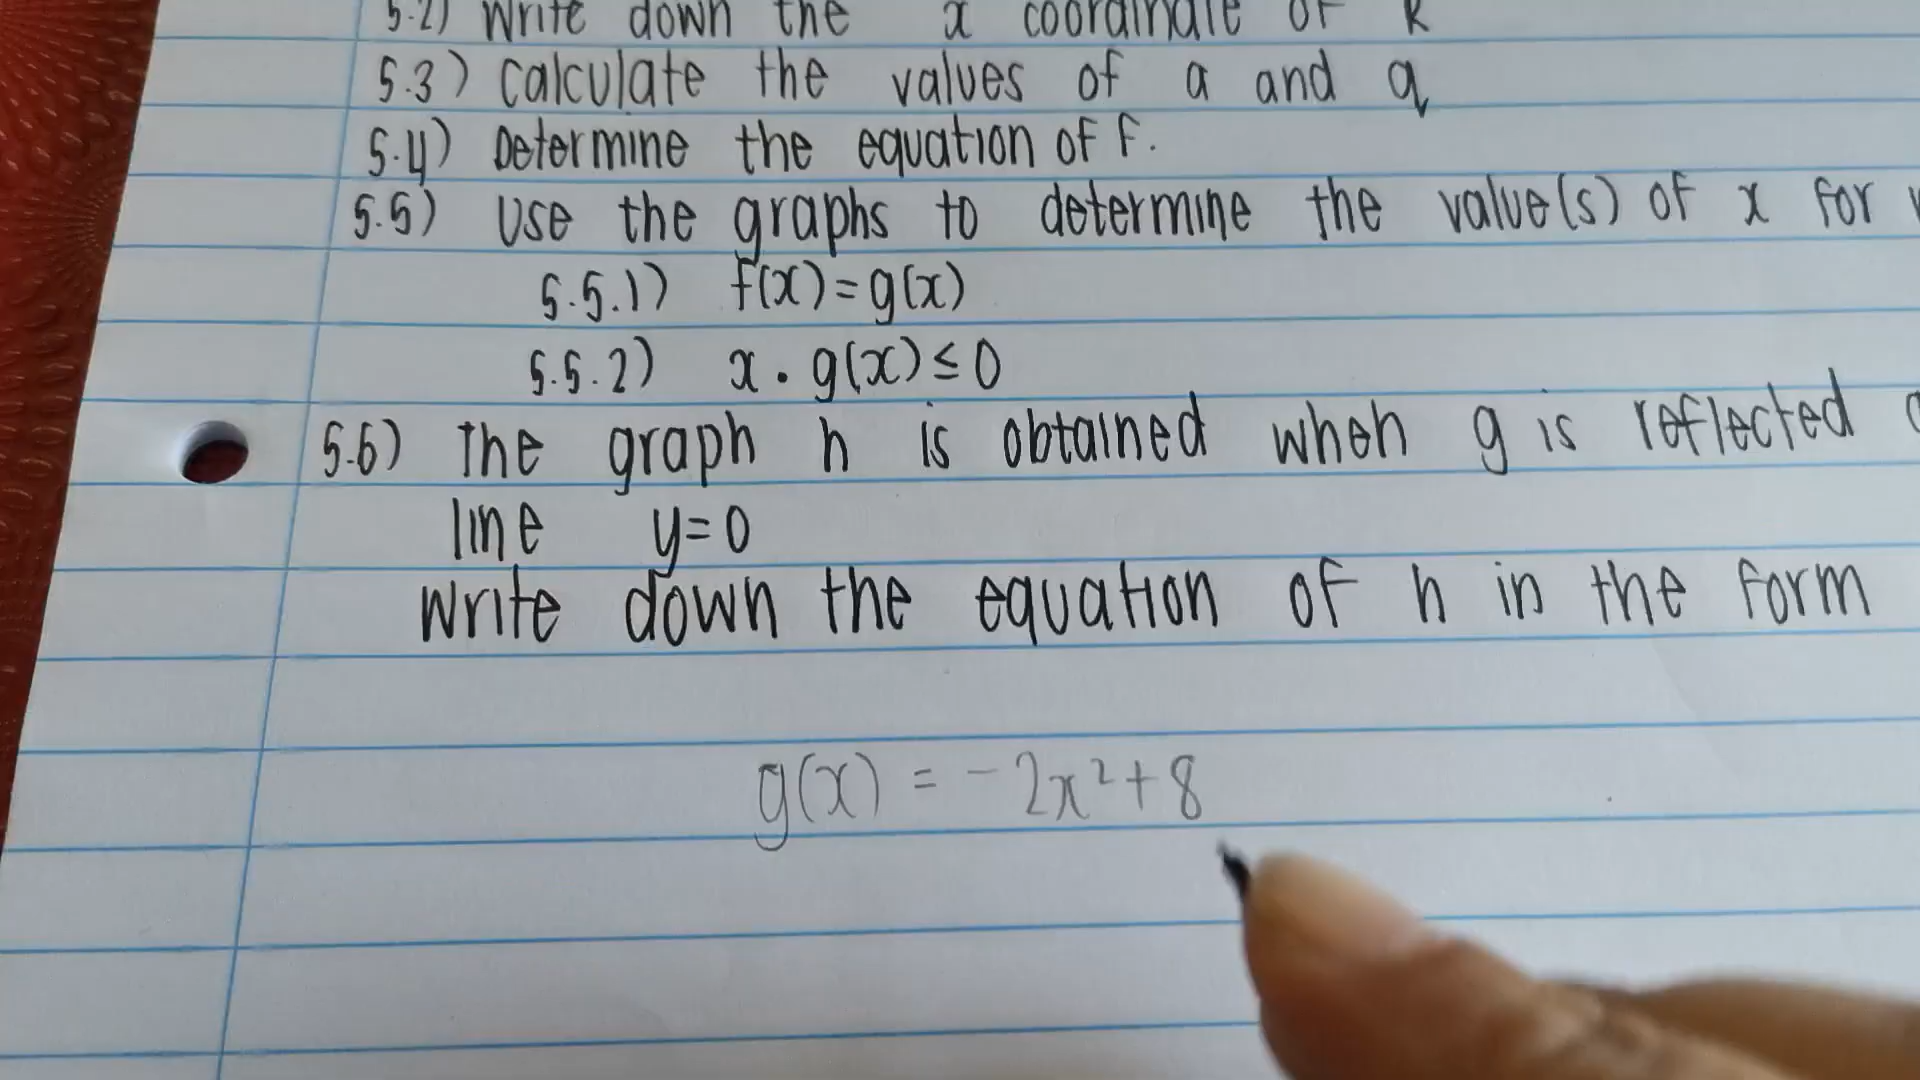 5.2) Write down the x coordinate of R
5.3) calculate the values of a and q
5.4) Determine the equation of f.
5.5) Use the graphs to determine the value(s) of x for
5.5.1) f(x)=g(x)
5.5.2) x . g(x) ≤ 0
5.6) The graph h is obtained when g is reflected
line y=0
Write down the equation of h in the form
g(x) = -2x²+8